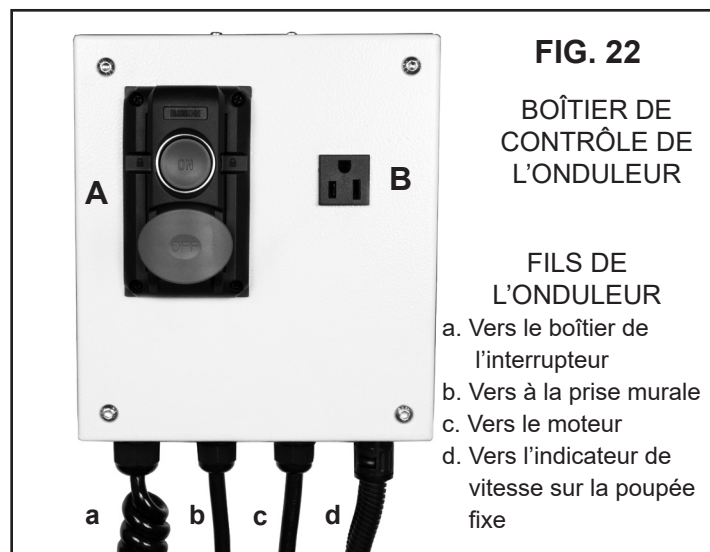 FIG. 22
BOÎTIER DE
CONTRÔLE DE
L'ONDULEUR
A
ON
OFF
B
FILS DE
L'ONDULEUR
a. Vers le boîtier de
l'interrupteur
b. Vers à la prise murale
c. Vers le moteur
d. Vers l'indicateur de
vitesse sur la poupée
fixe
a
b
c
d